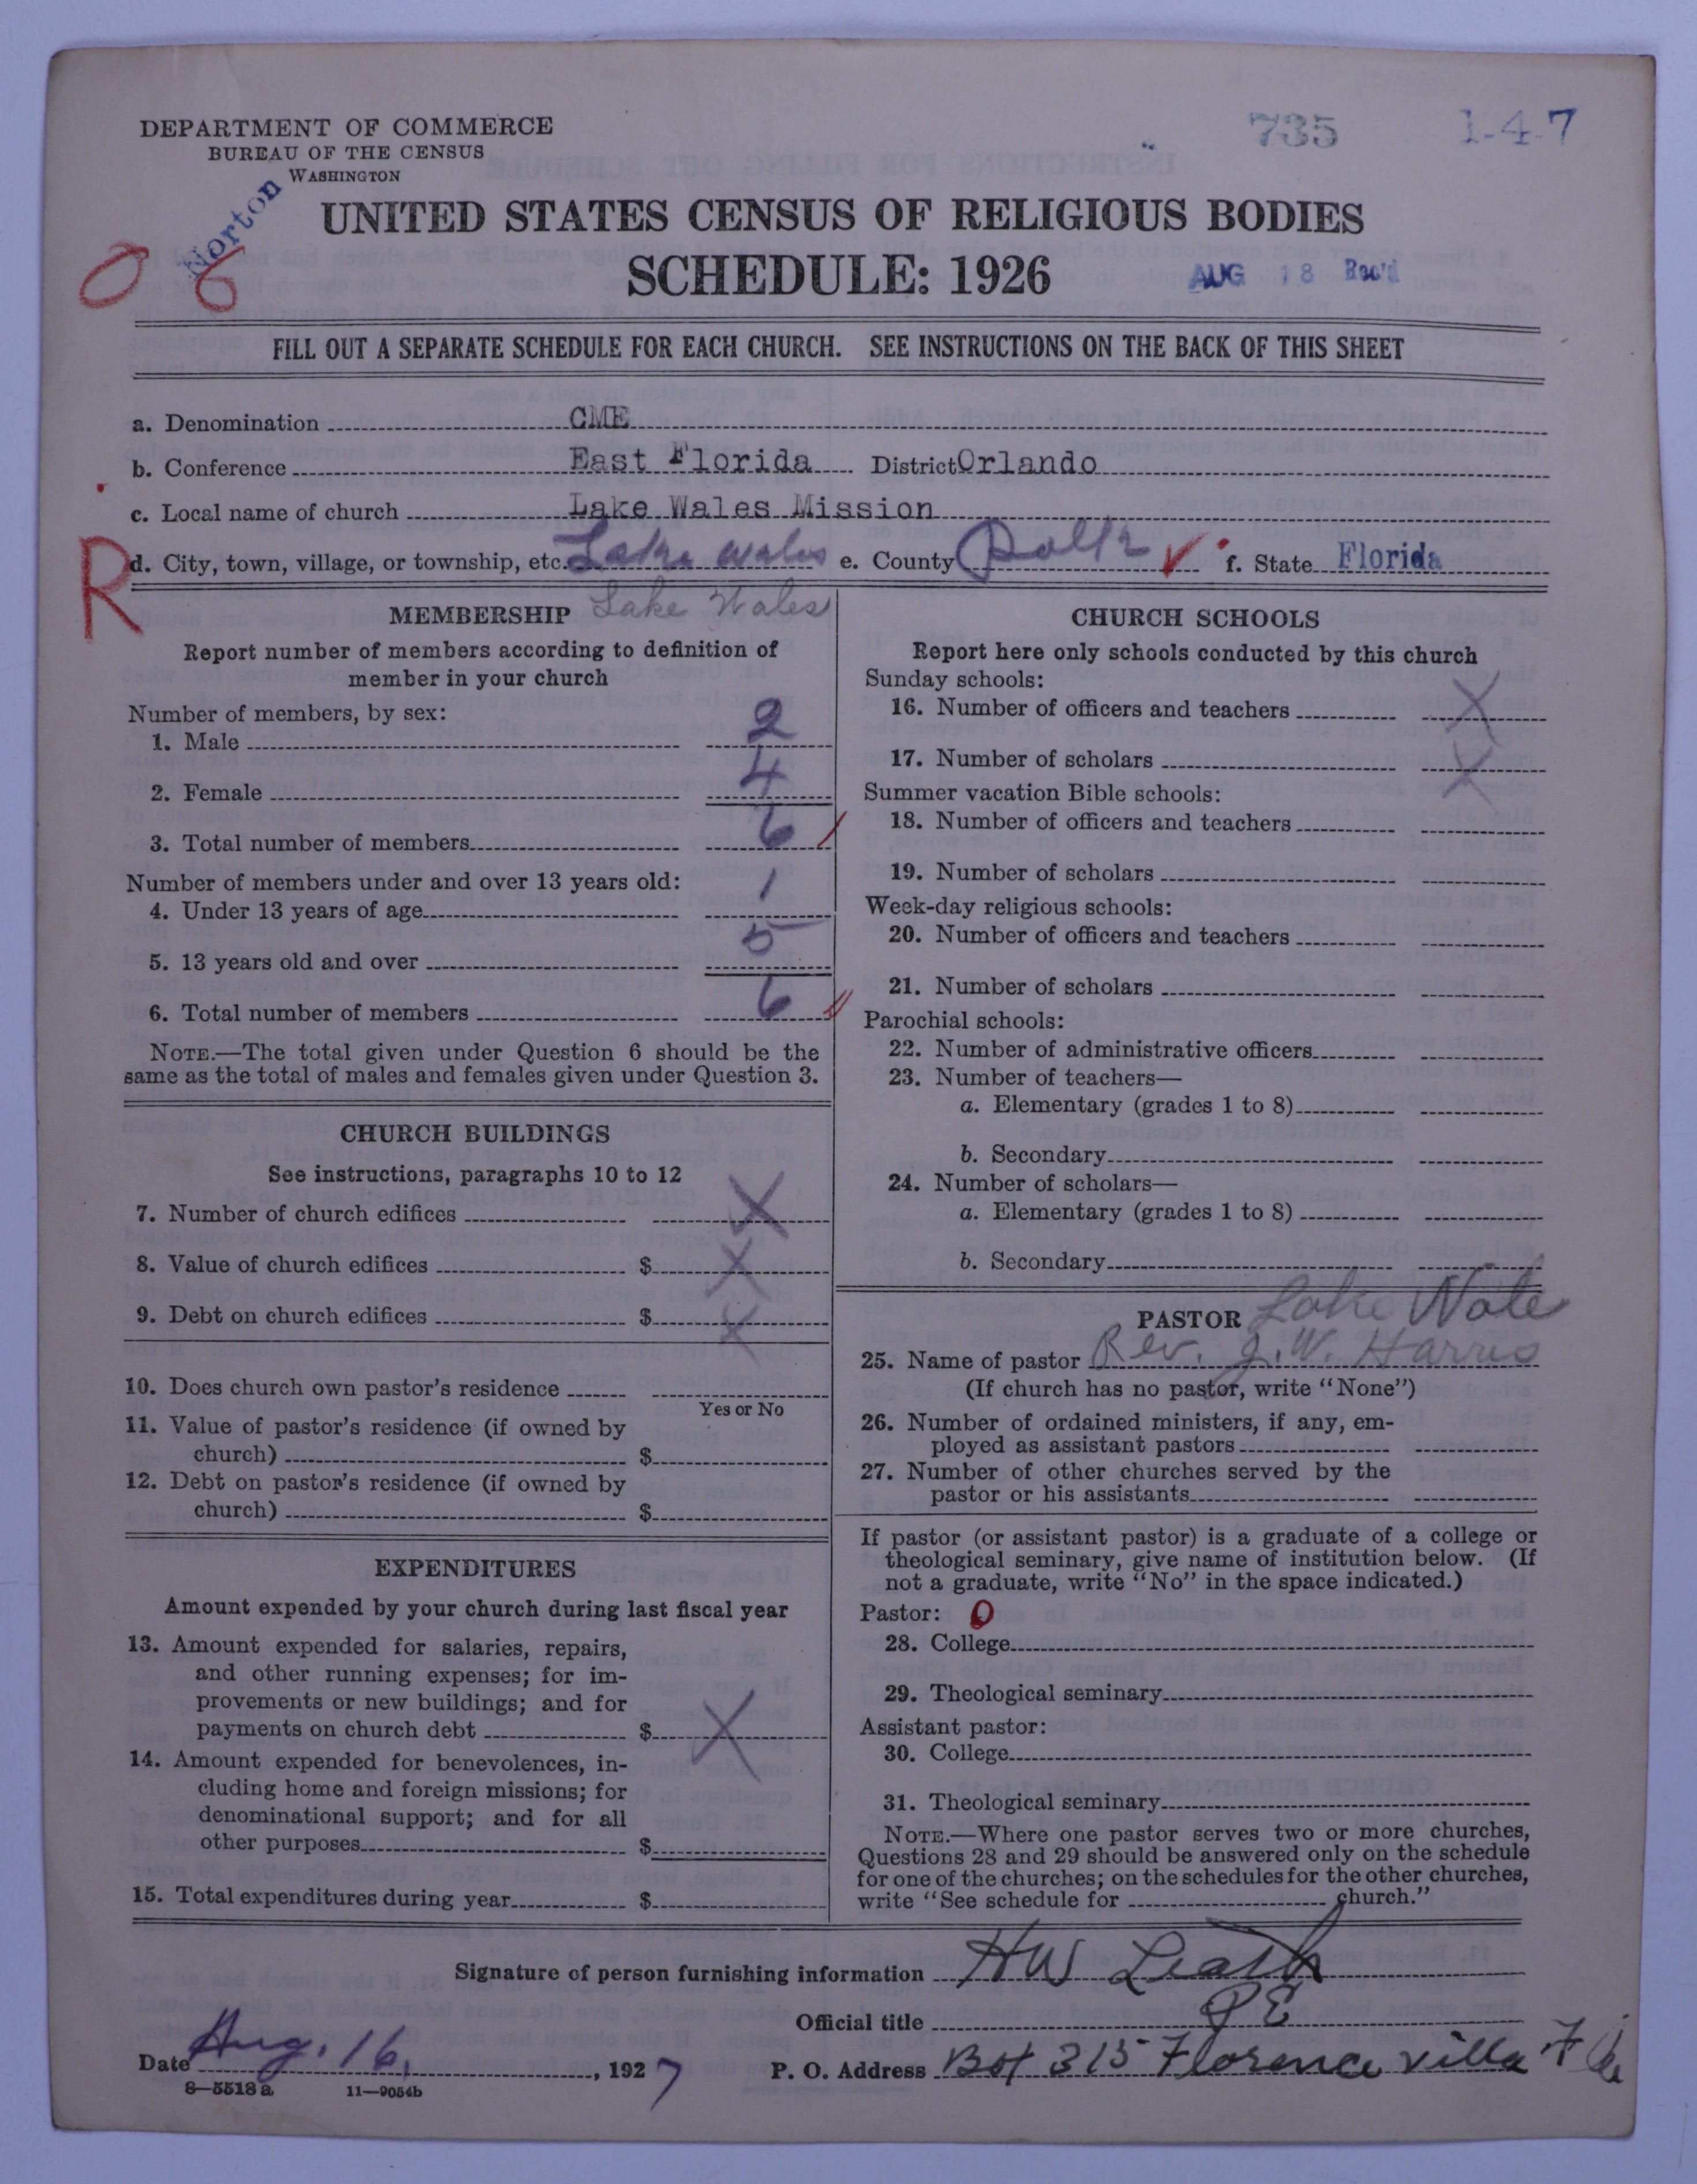 DEPARTMENT OF COMMERCE
BUREAU OF THE CENSUS
WASHINGTON
735
1-4-7
Norton
06
UNITED STATES CENSUS OF RELIGIOUS BODIES
SCHEDULE: 1926
AUG 18 Rec'd
FILL OUT A SEPARATE SCHEDULE FOR EACH CHURCH. SEE INSTRUCTIONS ON THE BACK OF THIS SHEET
a. Denomination CME
b. Conference East Florida District Orlando
c. Local name of church Lake Wales Mission
R
d. City, town, village, or township, etc. Lake Wales e. County Polk f. State Florida
MEMBERSHIP Lake Wales
Report number of members according to definition of
member in your church
Number of members, by sex:
1. Male 2
2. Female 4
3. Total number of members 6
Number of members under and over 13 years old:
4. Under 13 years of age 1
5. 13 years old and over 5
6. Total number of members 6
NOTE.—The total given under Question 6 should be the
same as the total of males and females given under Question 3.
CHURCH BUILDINGS
See instructions, paragraphs 10 to 12
7. Number of church edifices X
8. Value of church edifices $ X
9. Debt on church edifices $ X
10. Does church own pastor's residence
Yes or No
11. Value of pastor's residence (if owned by
church) $
12. Debt on pastor's residence (if owned by
church) $
EXPENDITURES
Amount expended by your church during last fiscal year
13. Amount expended for salaries, repairs,
and other running expenses; for im-
provements or new buildings; and for
payments on church debt $ X
14. Amount expended for benevolences, in-
cluding home and foreign missions; for
denominational support; and for all
other purposes $
15. Total expenditures during year $
CHURCH SCHOOLS
Report here only schools conducted by this church
Sunday schools:
16. Number of officers and teachers X
17. Number of scholars X
Summer vacation Bible schools:
18. Number of officers and teachers
19. Number of scholars
Week-day religious schools:
20. Number of officers and teachers
21. Number of scholars
Parochial schools:
22. Number of administrative officers
23. Number of teachers—
a. Elementary (grades 1 to 8)
b. Secondary
24. Number of scholars—
a. Elementary (grades 1 to 8)
b. Secondary
PASTOR Lake Wale
25. Name of pastor Rev. J. W. Harris
(If church has no pastor, write "None")
26. Number of ordained ministers, if any, em-
ployed as assistant pastors
27. Number of other churches served by the
pastor or his assistants
If pastor (or assistant pastor) is a graduate of a college or
theological seminary, give name of institution below. (If
not a graduate, write "No" in the space indicated.)
Pastor: O
28. College
29. Theological seminary
Assistant pastor:
30. College
31. Theological seminary
NOTE.—Where one pastor serves two or more churches,
Questions 28 and 29 should be answered only on the schedule
for one of the churches; on the schedules for the other churches,
write "See schedule for church."
Signature of person furnishing information HW Leath
Official title PE
Date Aug. 16, 1927 P. O. Address Box 315 Florence villa Fla
8—5518 a 11—9054b